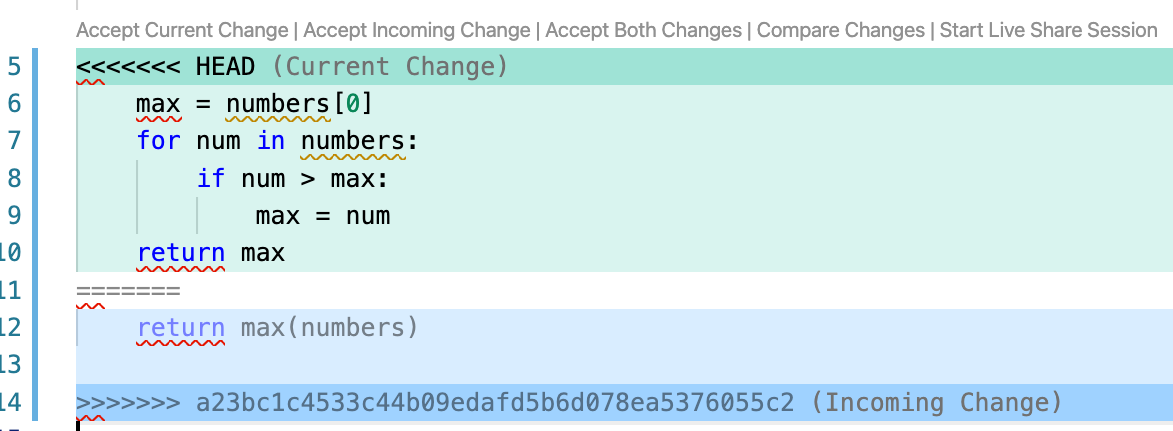 Accept Current Change | Accept Incoming Change | Accept Both Changes | Compare Changes | Start Live Share Session
5 <<<<<<< HEAD (Current Change)
6     max = numbers[0]
7     for num in numbers:
8         if num > max:
9             max = num
10     return max
11 =======
12     return max(numbers)
13
14 >>>>>>> a23bc1c4533c44b09edafd5b6d078ea5376055c2 (Incoming Change)